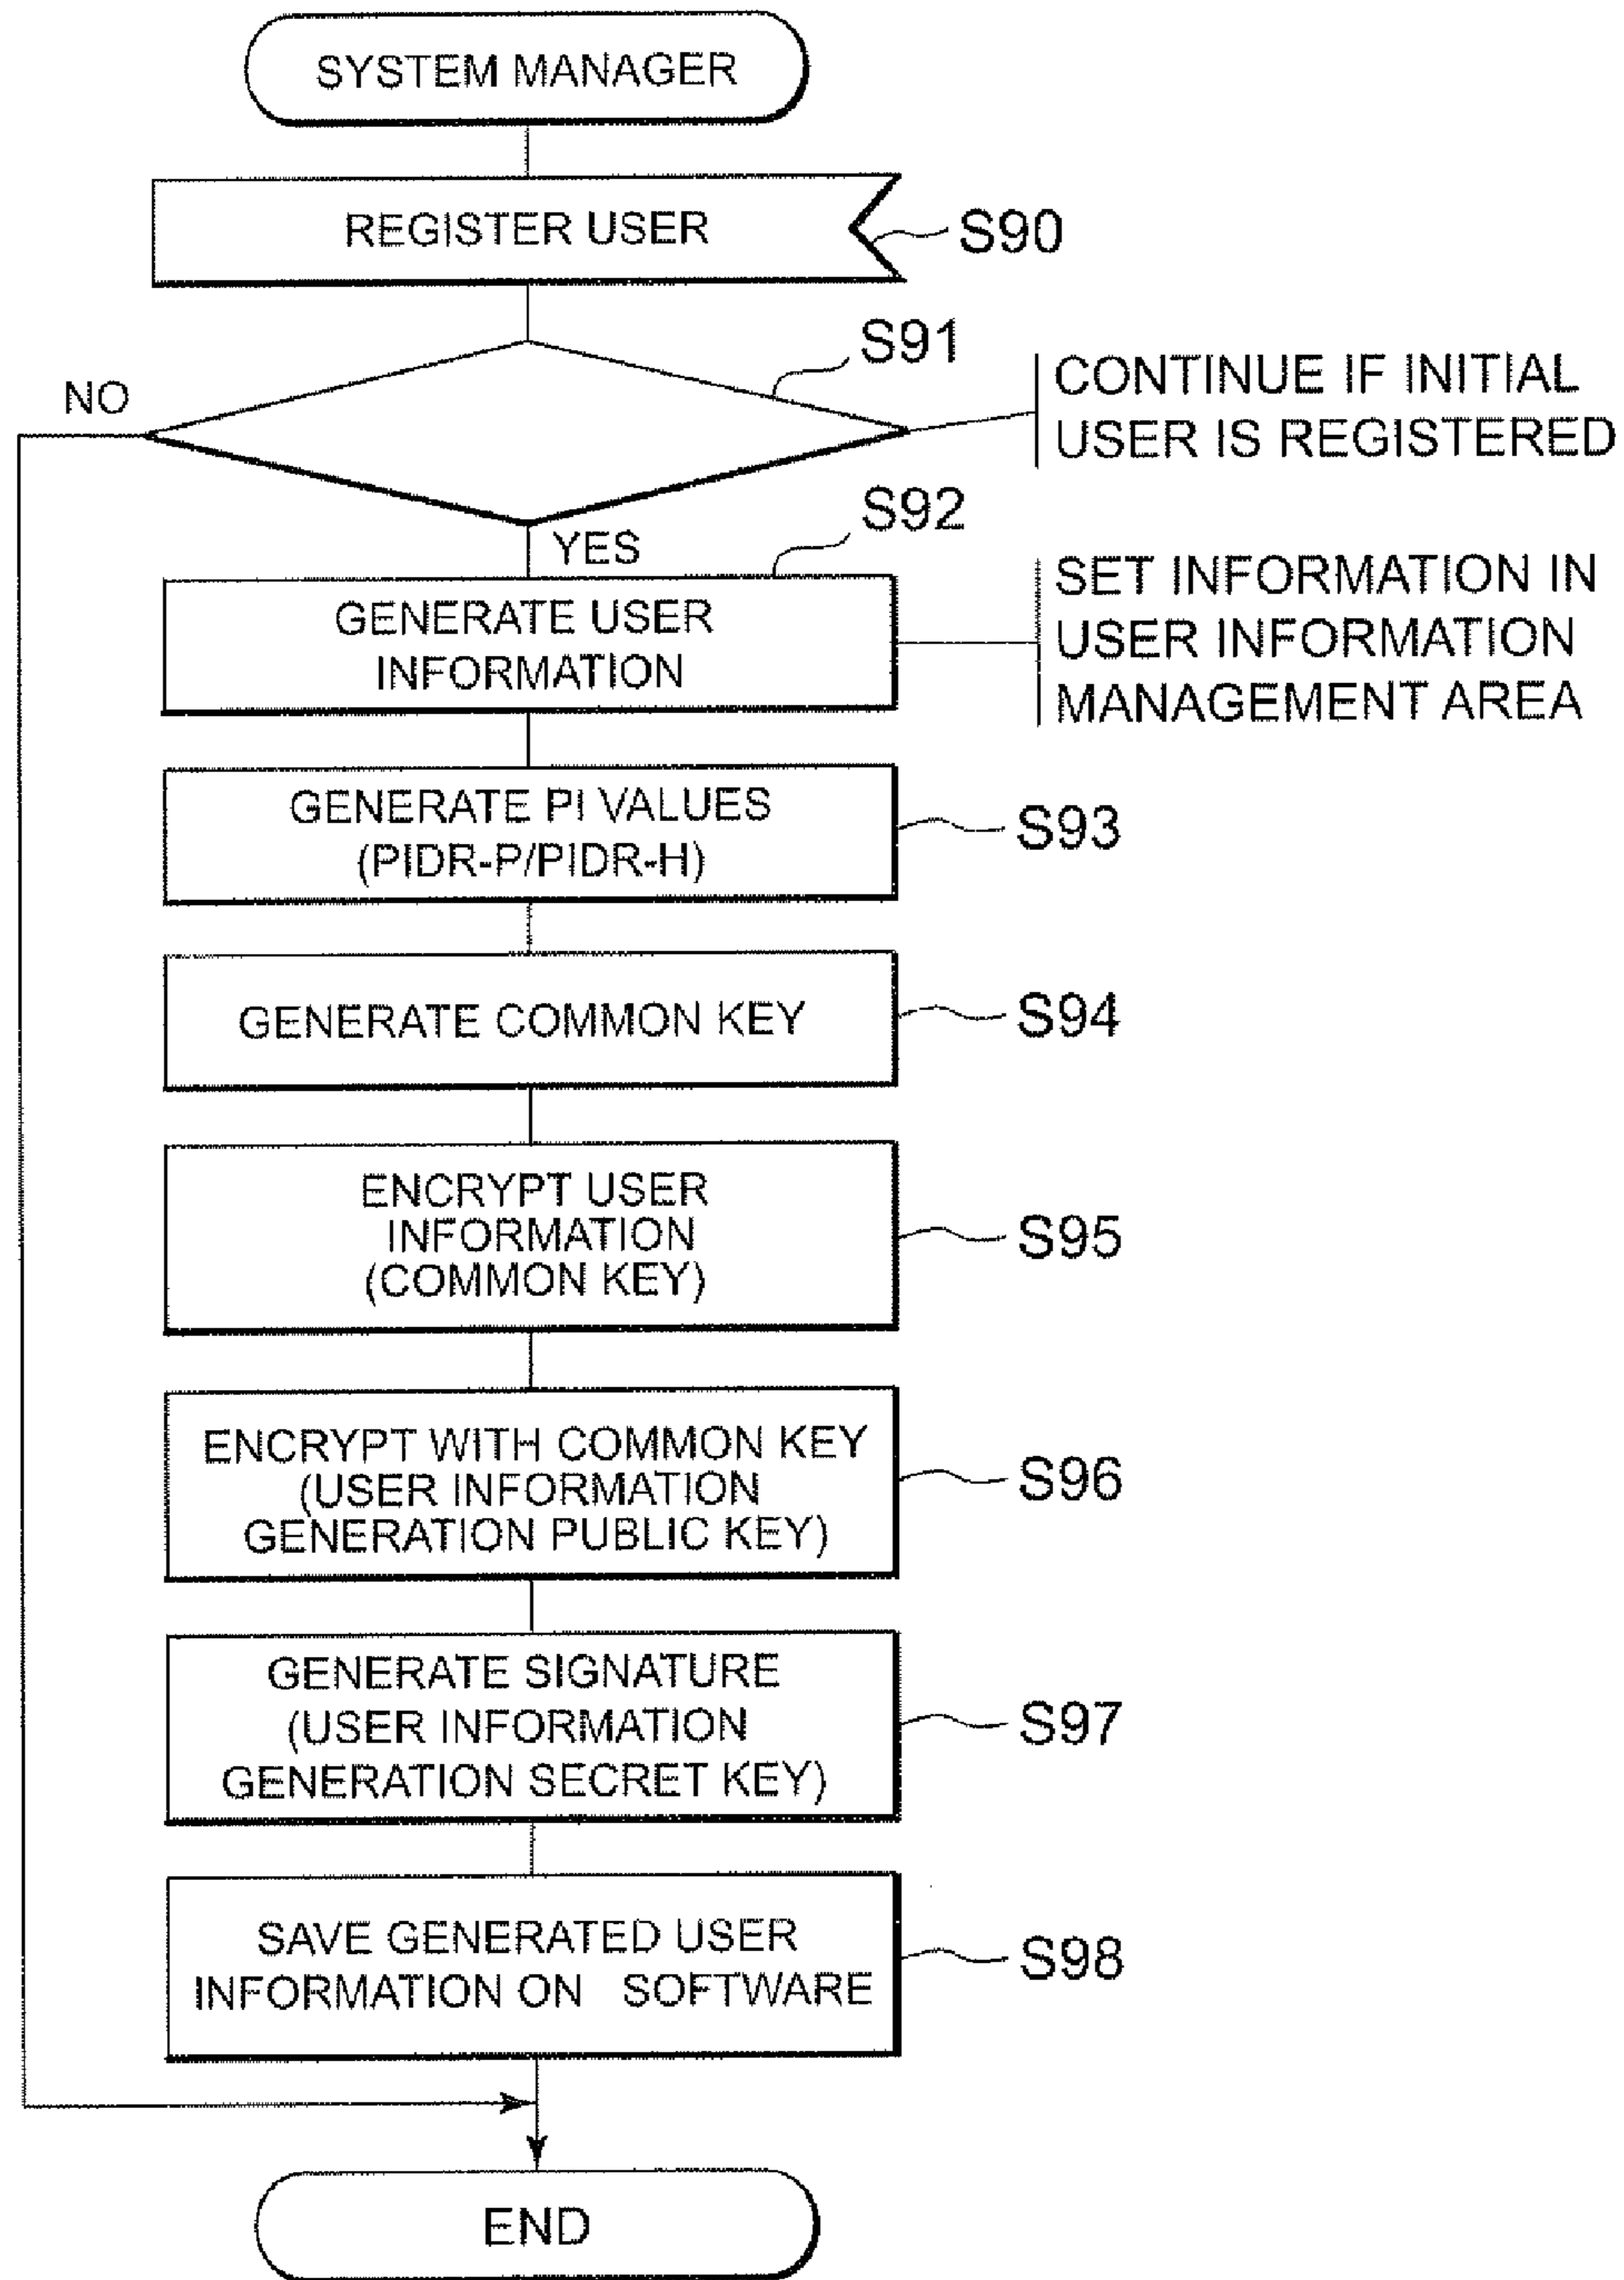 SYSTEM MANAGER
REGISTER USER
S90
S91
NO
CONTINUE IF INITIAL
USER IS REGISTERED
YES
S92
GENERATE USER
INFORMATION
SET INFORMATION IN
USER INFORMATION
MANAGEMENT AREA
GENERATE PI VALUES
(PIDR-P/PIDR-H)
S93
GENERATE COMMON KEY
S94
ENCRYPT USER
INFORMATION
(COMMON KEY)
S95
ENCRYPT WITH COMMON KEY
(USER INFORMATION
GENERATION PUBLIC KEY)
S96
GENERATE SIGNATURE
(USER INFORMATION
GENERATION SECRET KEY)
S97
SAVE GENERATED USER
INFORMATION ON SOFTWARE
S98
END